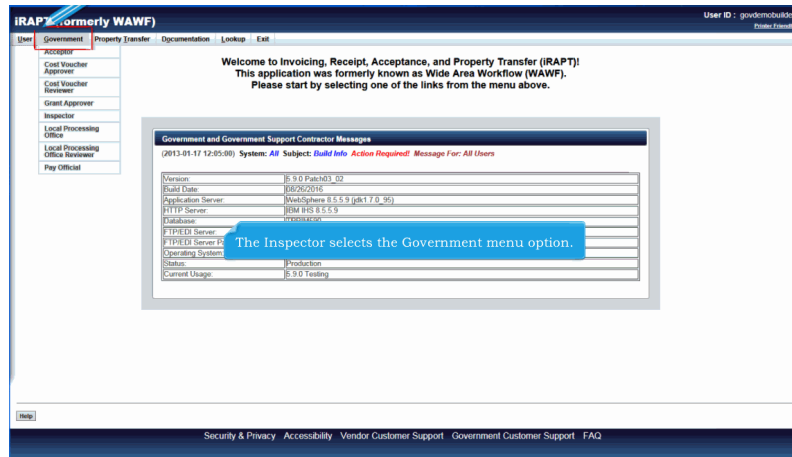 iRAPT (formerly WAWF)
User ID : govdemobuilde
Printer Friend
User Government Property Transfer Documentation Lookup Exit
Acceptor
Cost Voucher
Approver
Cost Voucher
Reviewer
Grant Approver
Inspector
Local Processing
Office
Local Processing
Office Reviewer
Pay Official
Welcome to Invoicing, Receipt, Acceptance, and Property Transfer (iRAPT)!
This application was formerly known as Wide Area Workflow (WAWF).
Please start by selecting one of the links from the menu above.
Government and Government Support Contractor Messages
(2013-01-17 12:05:00) System: All Subject: Build Info Action Required! Message For: All Users
Version: 5.9.0 Patch03_02
Build Date: 08/26/2016
Application Server: WebSphere 8.5.5.9 (jdk1.7.0_95)
HTTP Server: IBM IHS 8.5.5.9
Database:
FTP/EDI Server:
FTP/EDI Server
Operating System:
The Inspector selects the Government menu option.
Status: Production
Current Usage: 5.9.0 Testing
Help
Security & Privacy Accessibility Vendor Customer Support Government Customer Support FAQ